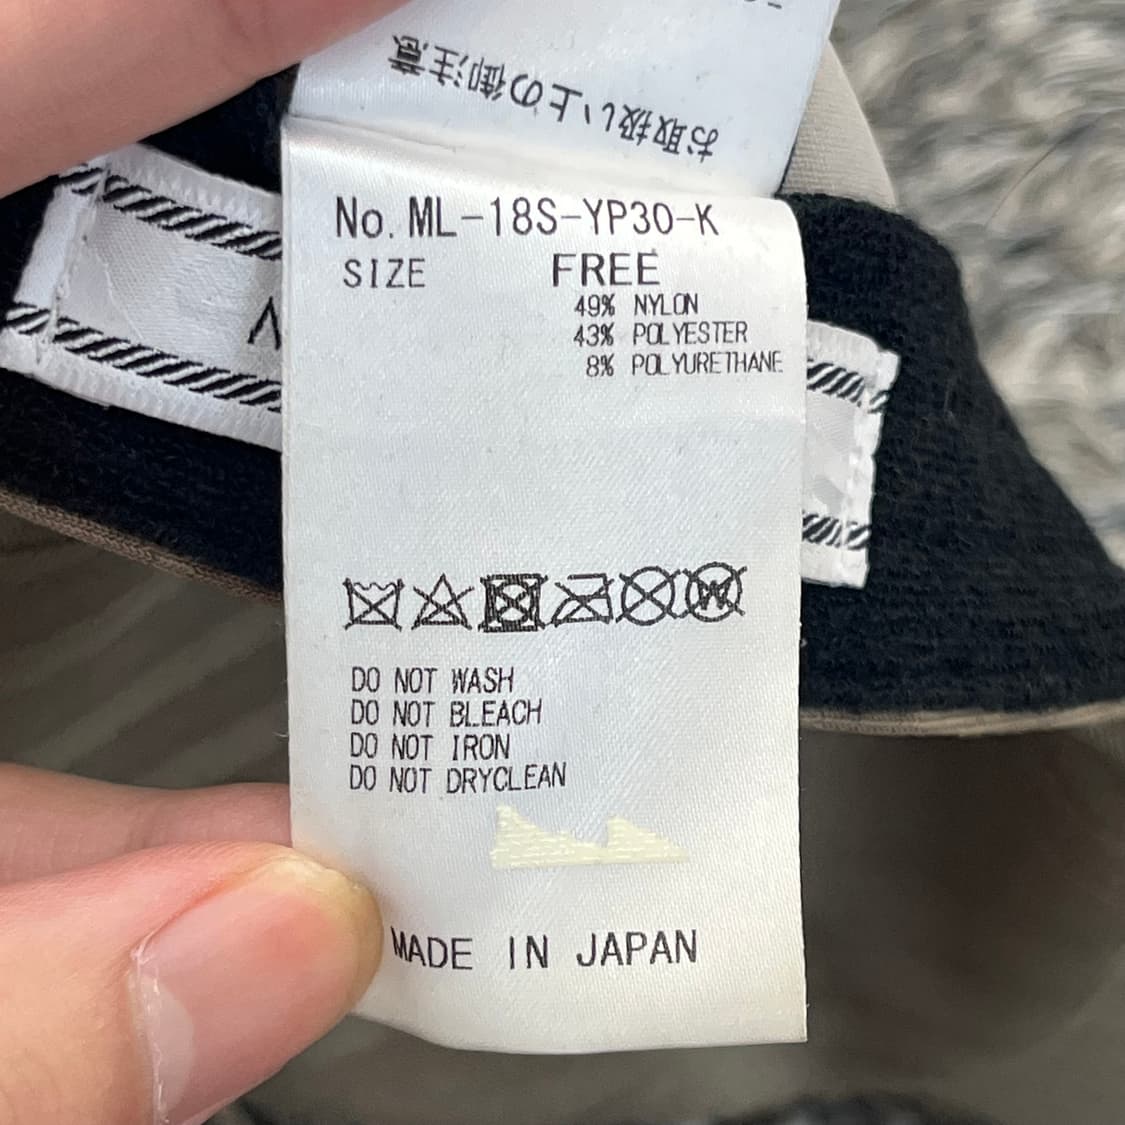 お取扱い上の御注意
No. ML-18S-YP30-K
SIZE FREE
49% NYLON
43% POLYESTER
8% POLYURETHANE
DO NOT WASH
DO NOT BLEACH
DO NOT IRON
DO NOT DRYCLEAN
MADE IN JAPAN